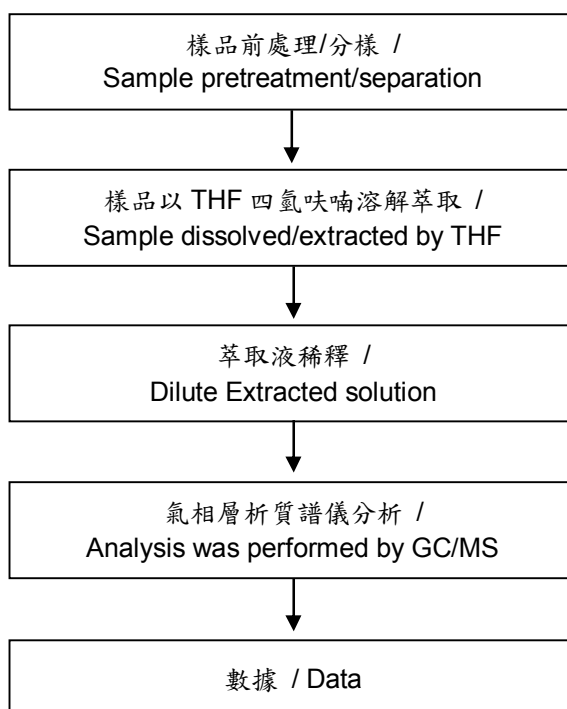 樣品前處理/分樣 /
Sample pretreatment/separation
樣品以 THF 四氫呋喃溶解萃取 /
Sample dissolved/extracted by THF
萃取液稀釋 /
Dilute Extracted solution
氣相層析質譜儀分析 /
Analysis was performed by GC/MS
數據 / Data